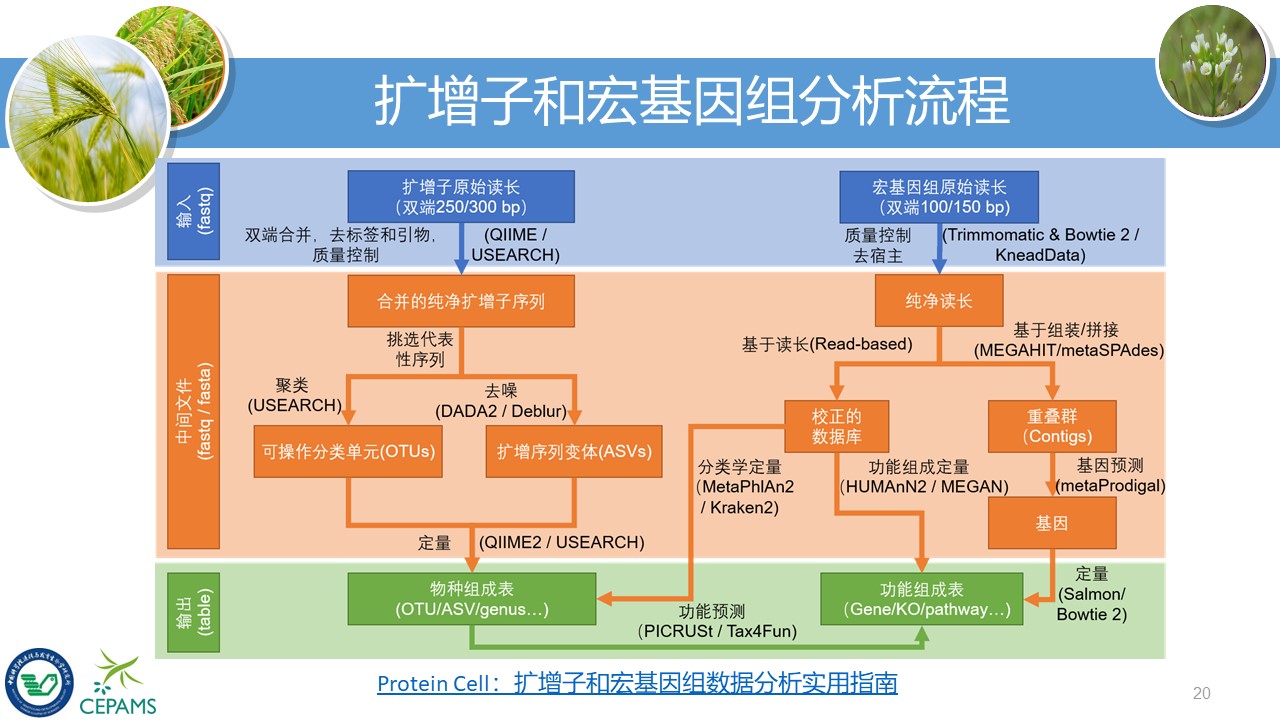 扩增子和宏基因组分析流程
输入
(fastq)
扩增子原始读长
（双端250/300 bp）
宏基因组原始读长
（双端100/150 bp)
双端合并，去标签和引物，
质量控制
(QIIME /
USEARCH)
质量控制
去宿主
(Trimmomatic & Bowtie 2 /
KneadData)
中间文件
(fastq / fasta)
合并的纯净扩增子序列
纯净读长
挑选代表
性序列
基于读长(Read-based)
基于组装/拼接
(MEGAHIT/metaSPAdes)
聚类
(USEARCH)
去噪
(DADA2 / Deblur)
校正的
数据库
重叠群
（Contigs)
可操作分类单元(OTUs)
扩增序列变体(ASVs)
分类学定量
（MetaPhlAn2
/ Kraken2)
功能组成定量
（HUMAnN2 / MEGAN)
基因预测
(metaProdigal)
基因
定量
(QIIME2 / USEARCH)
输出
(table)
物种组成表
(OTU/ASV/genus…)
功能组成表
（Gene/KO/pathway…)
定量
(Salmon/
Bowtie 2)
功能预测
（PICRUSt / Tax4Fun)
Protein Cell：扩增子和宏基因组数据分析实用指南
CEPAMS
20